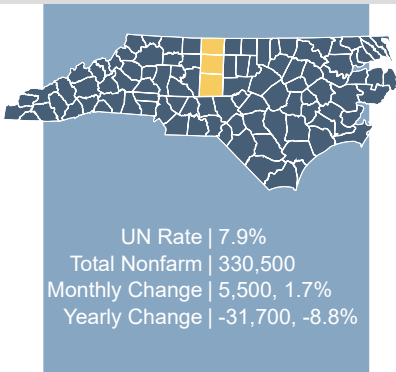 UN Rate | 7.9%
Total Nonfarm | 330,500
Monthly Change | 5,500, 1.7%
Yearly Change | -31,700, -8.8%